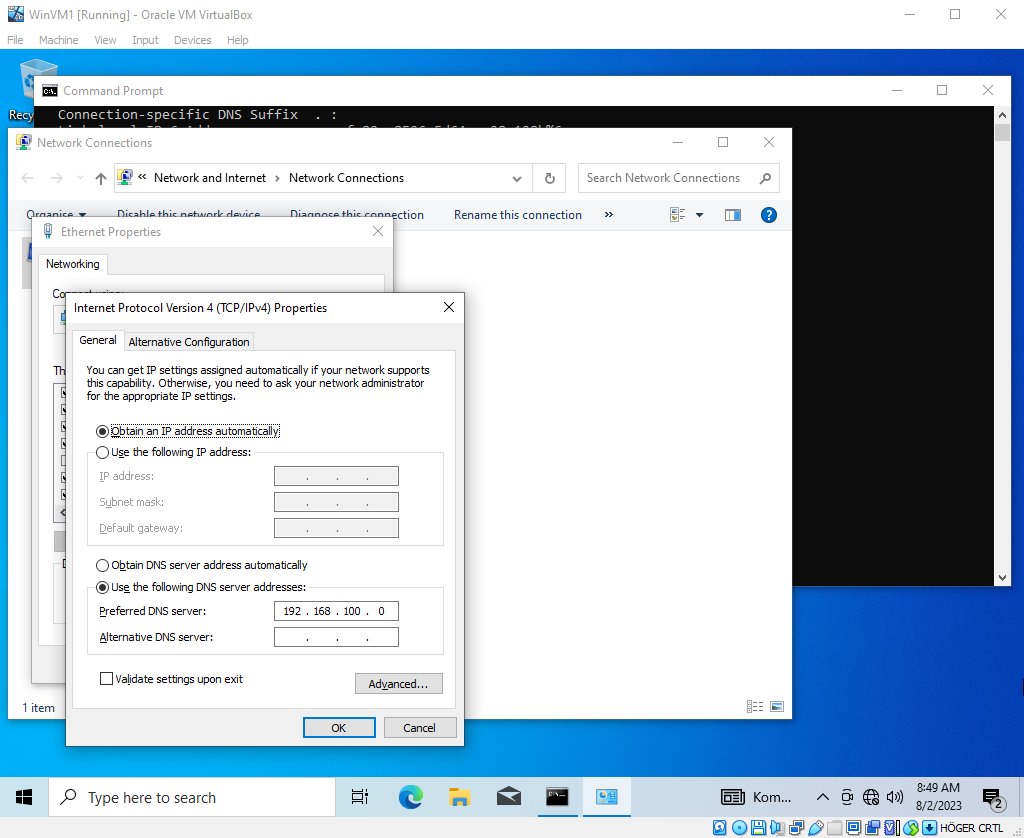 WinVM1 [Running] - Oracle VM VirtualBox
File Machine View Input Devices Help
Command Prompt
Connection-specific DNS Suffix . :
Network Connections
« Network and Internet › Network Connections
Search Network Connections
Organise Disable this network device Diagnose this connection Rename this connection »
Ethernet Properties
Networking
Internet Protocol Version 4 (TCP/IPv4) Properties
General Alternative Configuration
You can get IP settings assigned automatically if your network supports
this capability. Otherwise, you need to ask your network administrator
for the appropriate IP settings.
Obtain an IP address automatically
Use the following IP address:
IP address: . . .
Subnet mask: . . .
Default gateway: . . .
Obtain DNS server address automatically
Use the following DNS server addresses:
Preferred DNS server: 192 . 168 . 100 . 0
Alternative DNS server: . . .
Validate settings upon exit
Advanced...
OK Cancel
1 item
Type here to search
Kom...
8:49 AM
8/2/2023
2
HÖGER CRTL